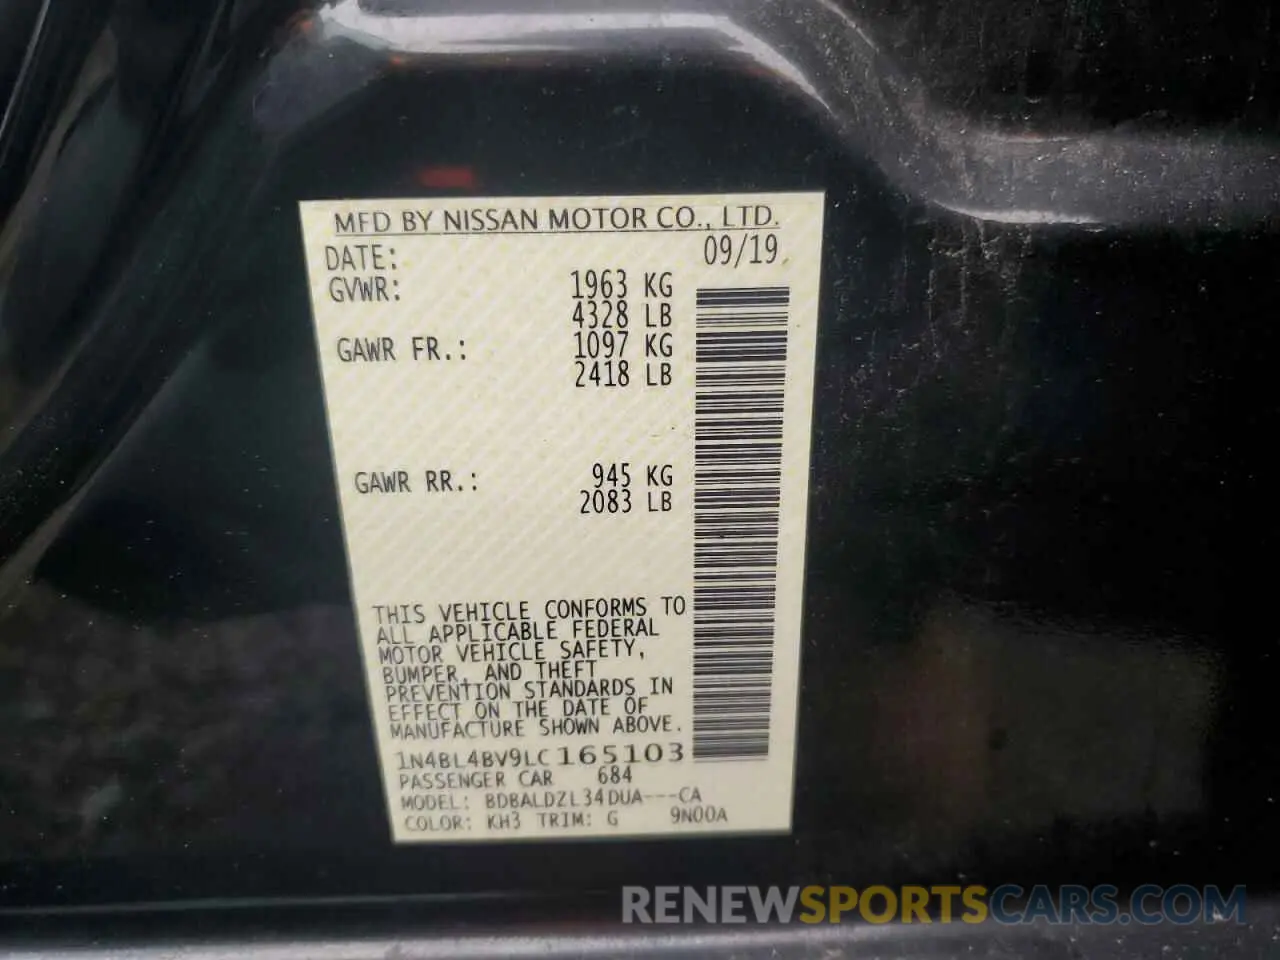 MFD BY NISSAN MOTOR CO., LTD.
DATE: 09/19
GVWR: 1963 KG
4328 LB
GAWR FR.: 1097 KG
2418 LB
GAWR RR.: 945 KG
2083 LB
THIS VEHICLE CONFORMS TO
ALL APPLICABLE FEDERAL
MOTOR VEHICLE SAFETY,
BUMPER, AND THEFT
PREVENTION STANDARDS IN
EFFECT ON THE DATE OF
MANUFACTURE SHOWN ABOVE.
1N4BL4BV9LC165103
PASSENGER CAR 684
MODEL: BDBALDZL34DUA---CA
COLOR: KH3 TRIM: G 9N00A
RENEWSPORTSCARS.COM